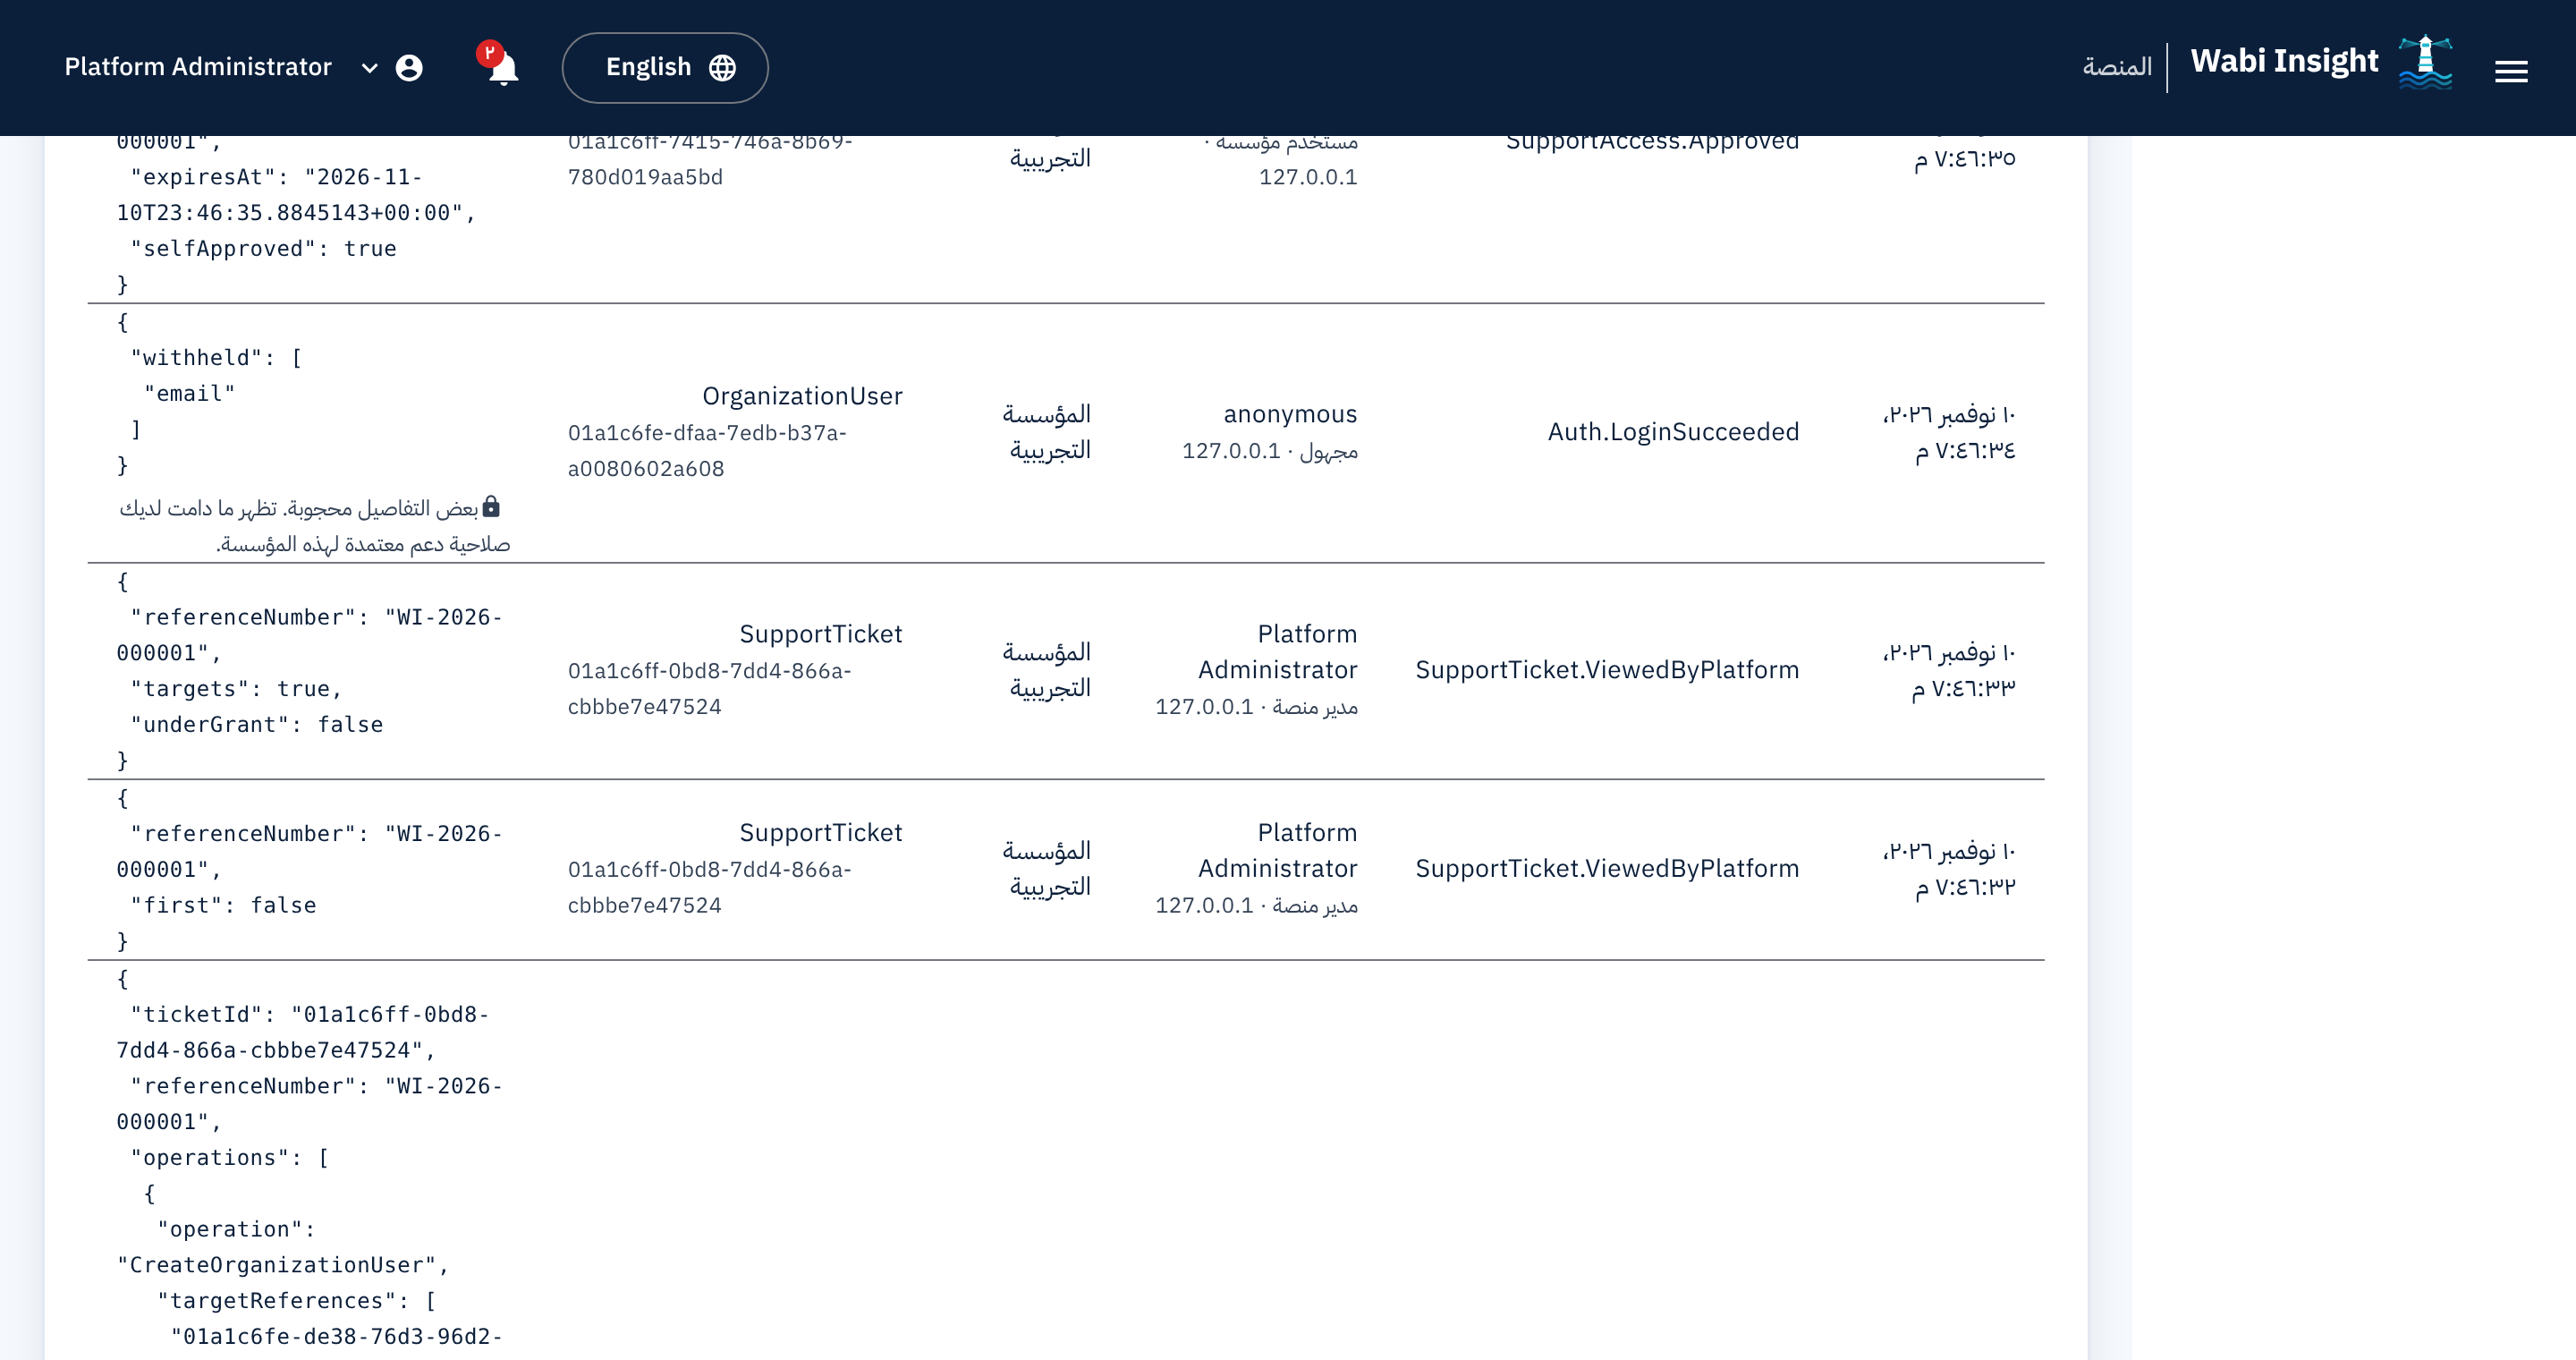 Wabi Insight
المنصة
English
٢
Platform Administrator
٧:٤٦:٣٥ م
SupportAccess.Approved
مستخدم مؤسسة ·
127.0.0.1
التجريبية
01a1c6ff-7415-746a-8b69-
780d019aa5bd
000001",
"expiresAt": "2026-11-
10T23:46:35.8845143+00:00",
"selfApproved": true
}
١٠ نوفمبر ٢٠٢٦،
٧:٤٦:٣٤ م
Auth.LoginSucceeded
anonymous
مجهول · 127.0.0.1
المؤسسة
التجريبية
OrganizationUser
01a1c6fe-dfaa-7edb-b37a-
a0080602a608
{
"withheld": [
"email"
]
}
بعض التفاصيل محجوبة. تظهر ما دامت لديك
صلاحية دعم معتمدة لهذه المؤسسة.
١٠ نوفمبر ٢٠٢٦،
٧:٤٦:٣٣ م
SupportTicket.ViewedByPlatform
Platform
Administrator
مدير منصة · 127.0.0.1
المؤسسة
التجريبية
SupportTicket
01a1c6ff-0bd8-7dd4-866a-
cbbbe7e47524
{
"referenceNumber": "WI-2026-
000001",
"targets": true,
"underGrant": false
}
١٠ نوفمبر ٢٠٢٦،
٧:٤٦:٣٢ م
SupportTicket.ViewedByPlatform
Platform
Administrator
مدير منصة · 127.0.0.1
المؤسسة
التجريبية
SupportTicket
01a1c6ff-0bd8-7dd4-866a-
cbbbe7e47524
{
"referenceNumber": "WI-2026-
000001",
"first": false
}
{
"ticketId": "01a1c6ff-0bd8-
7dd4-866a-cbbbe7e47524",
"referenceNumber": "WI-2026-
000001",
"operations": [
{
"operation":
"CreateOrganizationUser",
"targetReferences": [
"01a1c6fe-de38-76d3-96d2-